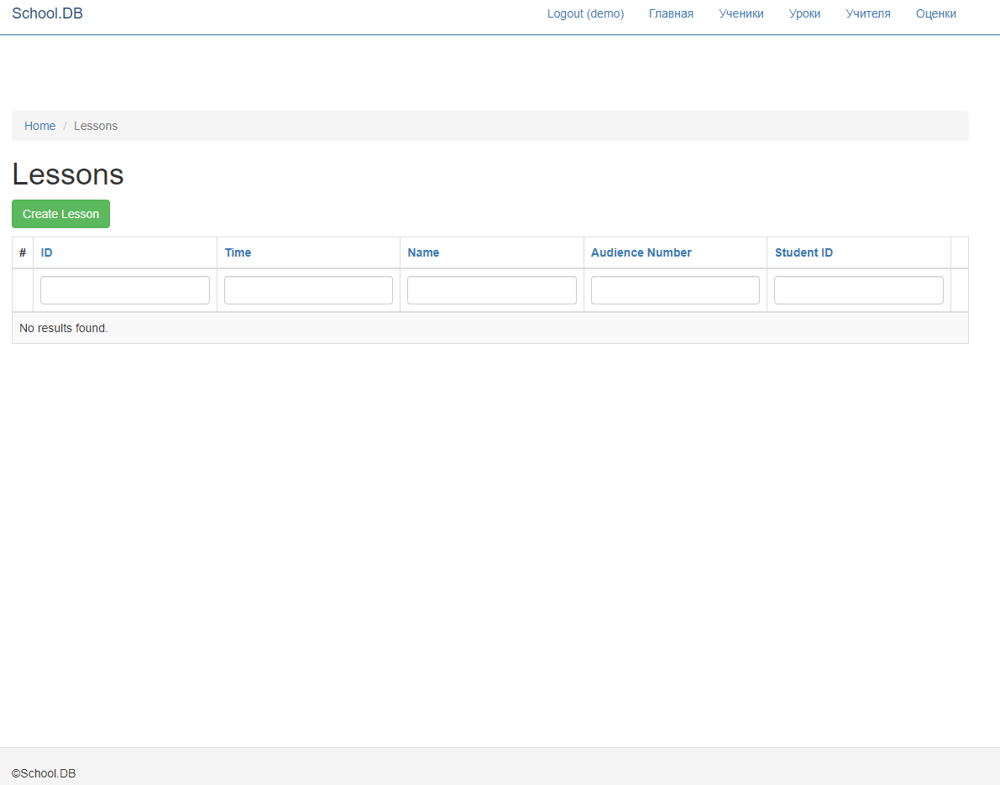 School.DB
Logout (demo) Главная Ученики Уроки Учителя Оценки
Home / Lessons
Lessons
Create Lesson
# ID Time Name Audience Number Student ID
No results found.
©School.DB